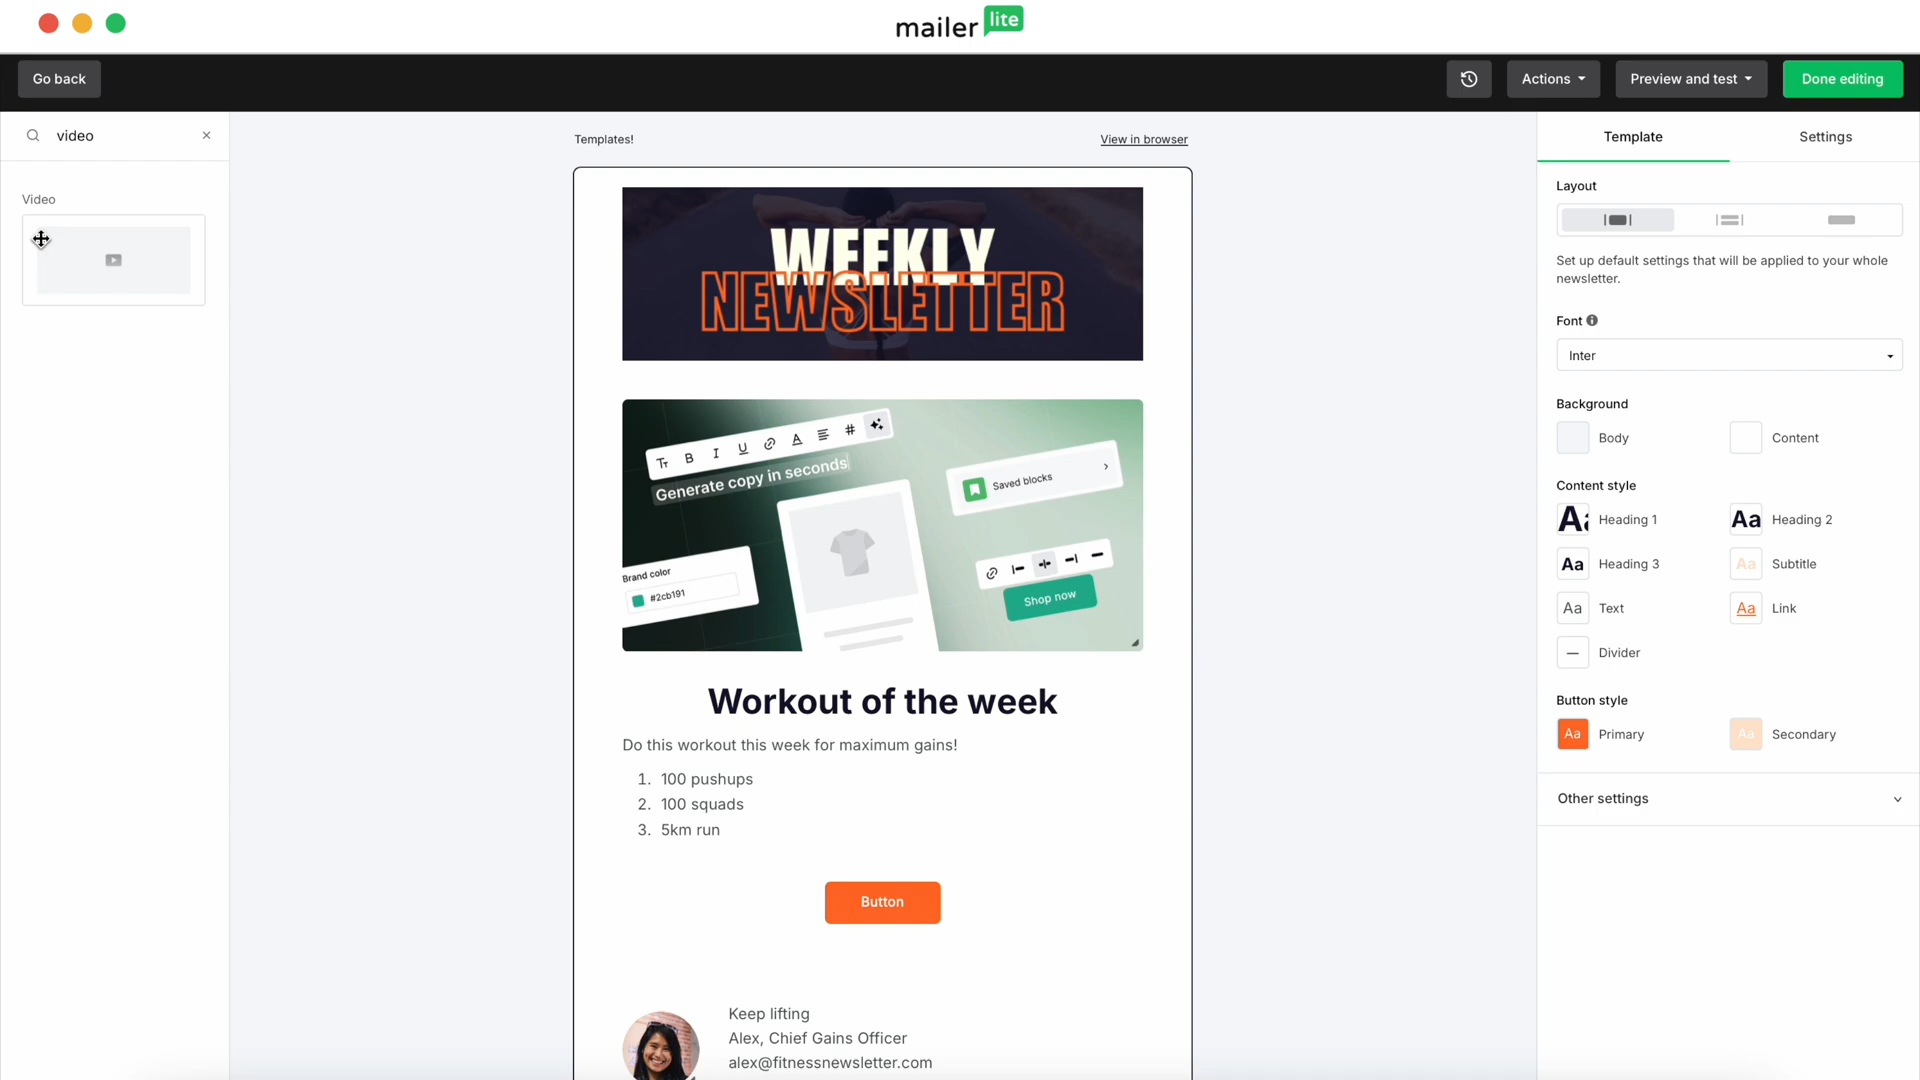 mailer lite
Go back
Actions
Preview and test
Done editing
video
Video
Templates!
View in browser
WEEKLY
NEWSLETTER
Tт B I U A #
Generate copy in seconds
Saved blocks
Brand color
#2cb191
Shop now
Workout of the week
Do this workout this week for maximum gains!
1. 100 pushups
2. 100 squads
3. 5km run
Button
Keep lifting
Alex, Chief Gains Officer
alex@fitnessnewsletter.com
Template
Settings
Layout
Set up default settings that will be applied to your whole
newsletter.
Font
Inter
Background
Body
Content
Content style
Aa Heading 1
Aa Heading 2
Aa Heading 3
Aa Subtitle
Aa Text
Aa Link
Divider
Button style
Aa Primary
Aa Secondary
Other settings